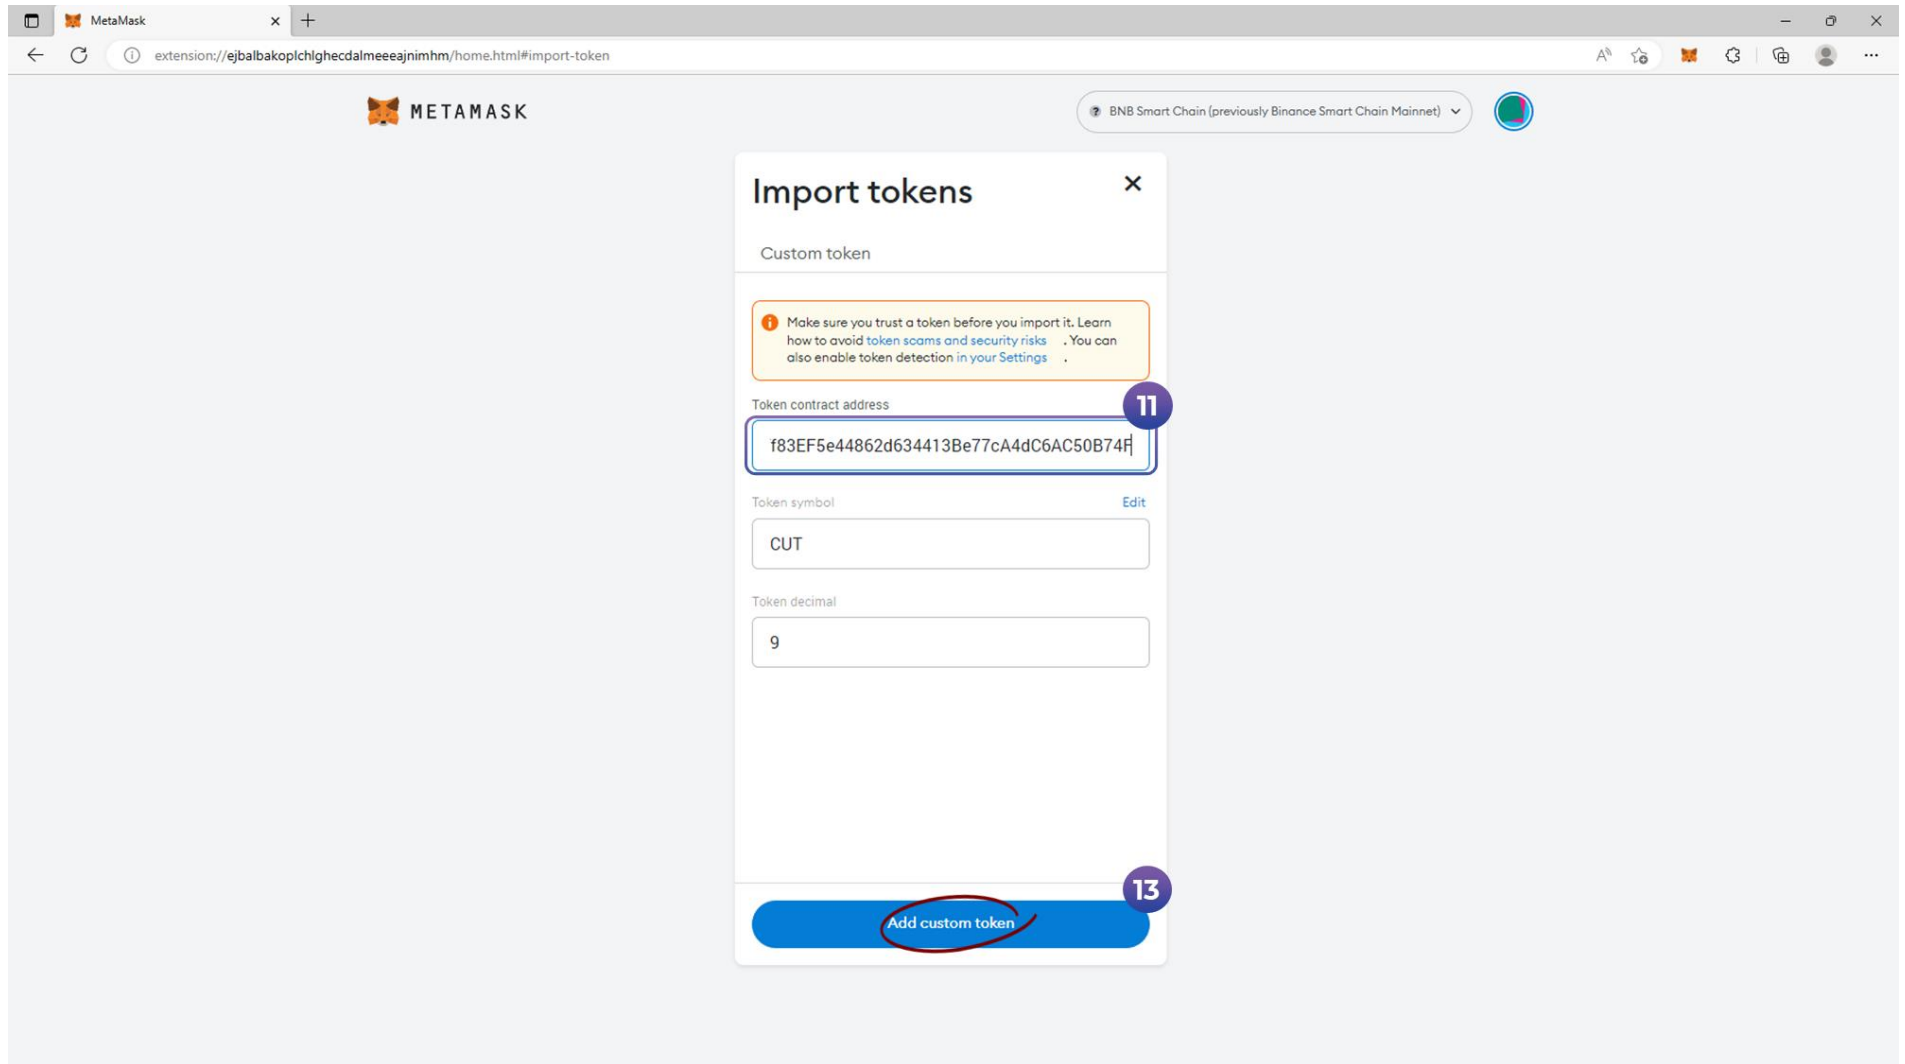 MetaMask
extension://ejbalbakoplchlghecdalmeeeajnimhm/home.html#import-token
METAMASK
BNB Smart Chain (previously Binance Smart Chain Mainnet)
Import tokens
Custom token
Make sure you trust a token before you import it. Learn
how to avoid token scams and security risks . You can
also enable token detection in your Settings .
Token contract address
11
f83EF5e44862d634413Be77cA4dC6AC50B74F
Token symbol
Edit
CUT
Token decimal
9
13
Add custom token